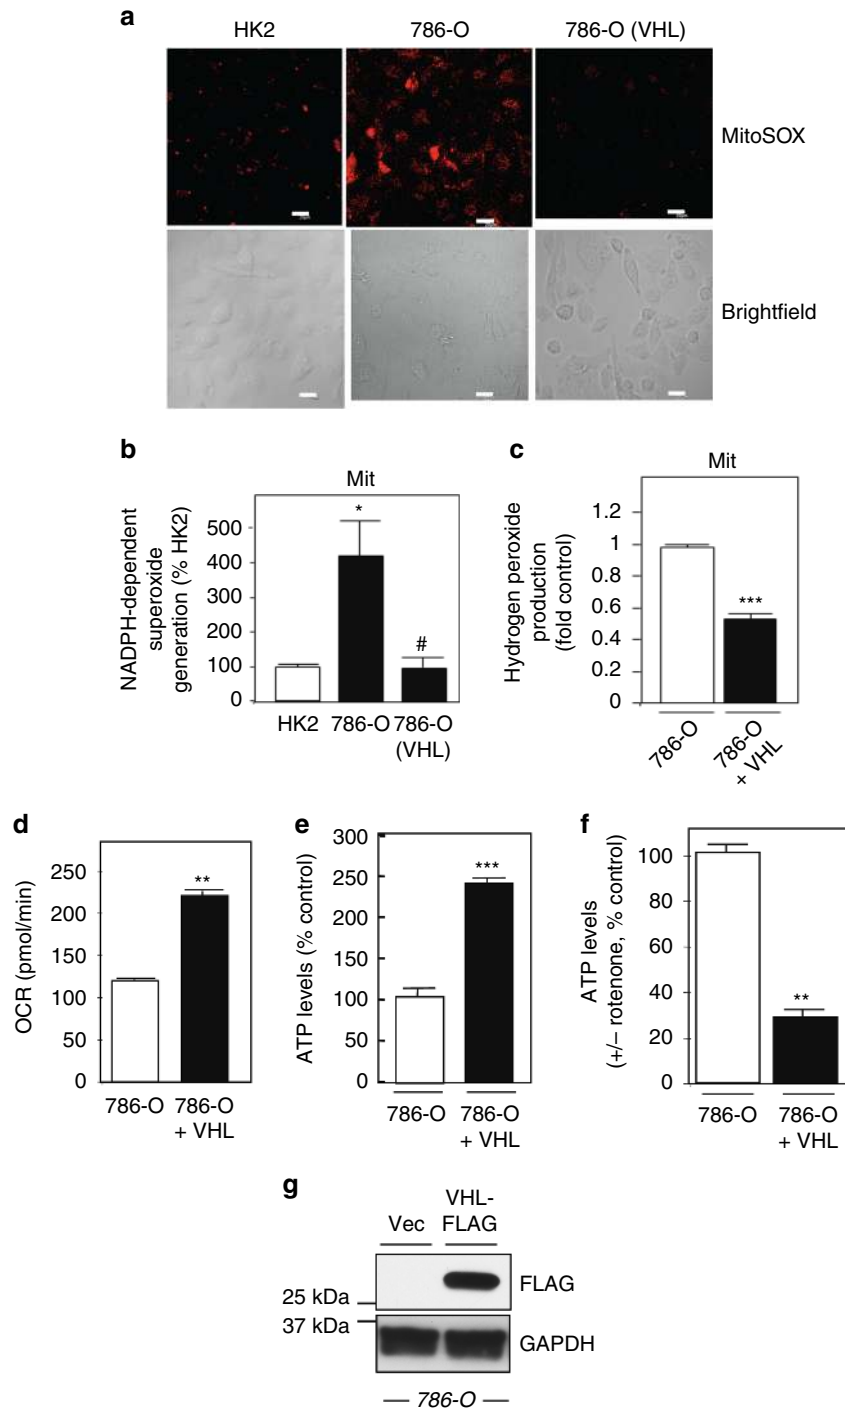 a
HK2 786-O 786-O (VHL)
MitoSOX
Brightfield
b
Mit
NADPH-dependent
superoxide
generation (% HK2)
500
400
300
200
100
0
*
#
HK2 786-O 786-O
(VHL)
c
Mit
Hydrogen peroxide
production
(fold control)
1.2
1
0.8
0.6
0.4
0.2
0
***
786-O
786-O
+ VHL
d
OCR (pmol/min)
250
200
150
100
50
0
**
786-O 786-O
+ VHL
e
ATP levels (% control)
300
250
200
150
100
50
0
***
786-O 786-O
+ VHL
f
ATP levels
(+/– rotenone, % control)
100
80
60
40
20
0
**
786-O 786-O
+ VHL
g
VHL-
Vec FLAG
FLAG
25 kDa
37 kDa
GAPDH
786-O